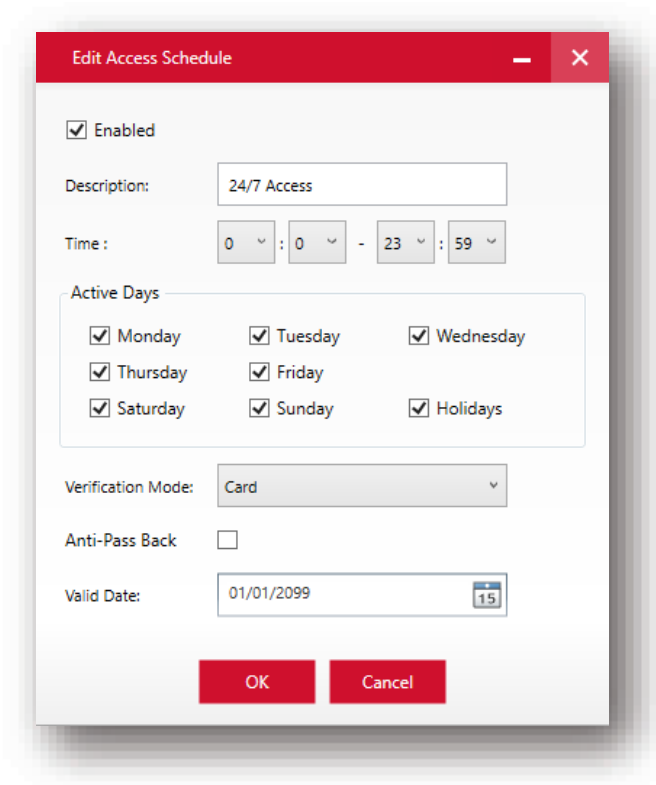 Edit Access Schedule
Enabled
Description: 24/7 Access
Time : 0 : 0 - 23 : 59
Active Days
Monday Tuesday Wednesday
Thursday Friday
Saturday Sunday Holidays
Verification Mode: Card
Anti-Pass Back
Valid Date: 01/01/2099 15
OK Cancel